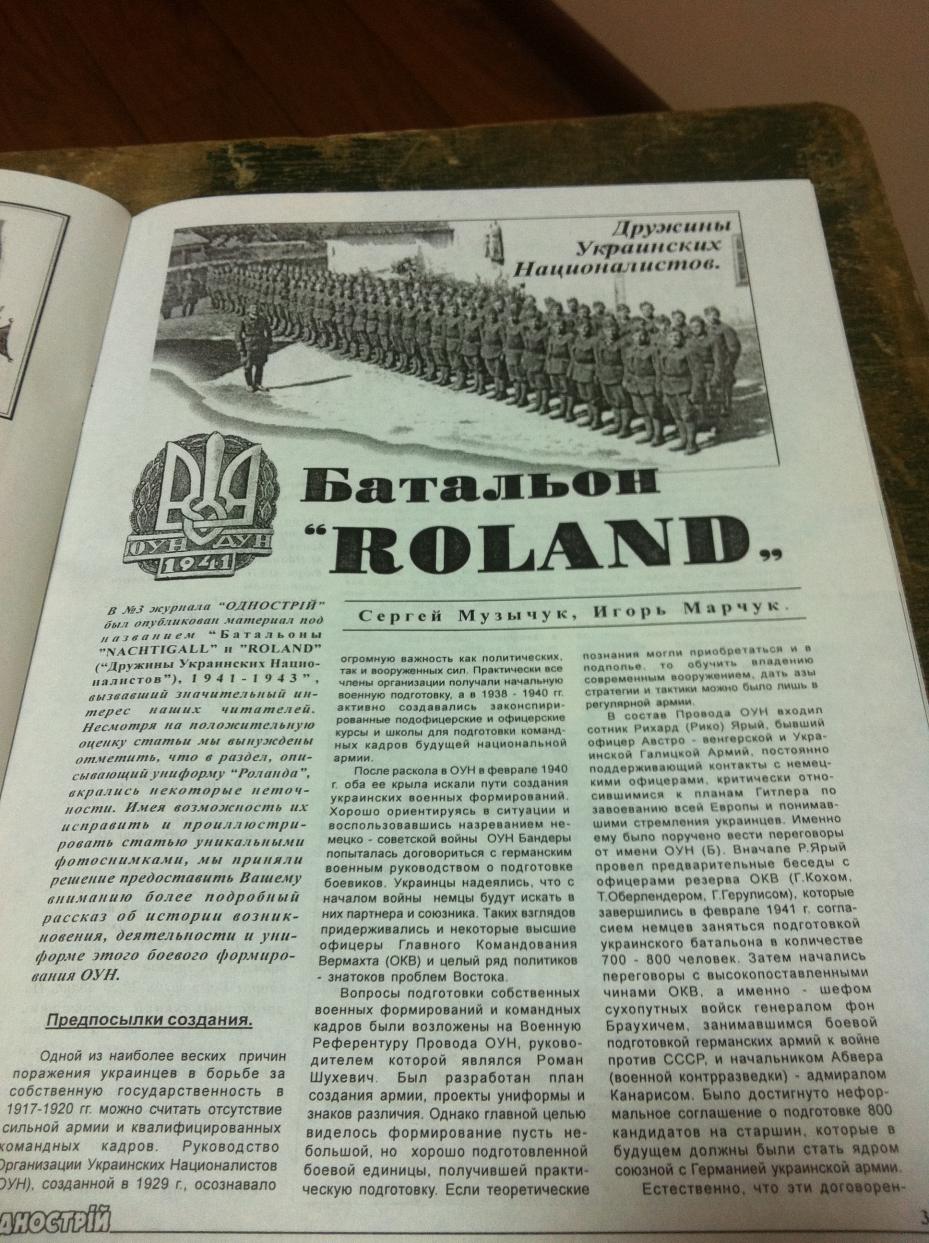 Дружины
Украинских
Националистов.
Батальон
"ROLAND„
ОУН ДУН
1941
Сергей Музычук, Игорь Марчук.
В №3 журнала "ОДНОСТРІЙ"
был опубликован материал под
названием "Батальоны
"NACHTIGALL" и "ROLAND"
("Дружины Украинских Нацио-
налистов"), 1941-1943",
вызвавший значительный ин-
терес наших читателей.
Несмотря на положительную
оценку статьи мы вынуждены
отметить, что в раздел, опи-
сывающий униформу "Роланда",
вкрались некоторые неточ-
ности. Имея возможность их
исправить и проиллюстри-
ровать статью уникальными
фотоснимками, мы приняли
решение предоставить Вашему
вниманию более подробный
рассказ об истории возник-
новения, деятельности и уни-
форме этого боевого формиро-
вания ОУН.
Предпосылки создания.
Одной из наиболее веских причин
поражения украинцев в борьбе за
собственную государственность в
1917-1920 гг. можно считать отсутствие
сильной армии и квалифицированных
командных кадров. Руководство
Организации Украинских Националистов
ОУН), созданной в 1929 г., осознавало
огромную важность как политических,
так и вооруженных сил. Практически все
члены организации получали начальную
военную подготовку, а в 1938 - 1940 гг.
активно создавались законспири-
рированные подофицерские и офицерские
курсы и школы для подготовки команд-
ных кадров будущей национальной
армии.
После раскола в ОУН в феврале 1940
г. оба ее крыла искали пути создания
украинских военных формирований.
Хорошо ориентируясь в ситуации и
воспользовавшись назреванием не-
мецко - советской войны ОУН Бандеры
попыталась договориться с германским
военным руководством о подготовке
боевиков. Украинцы надеялись, что с
началом войны немцы будут искать в
них партнера и союзника. Таких взглядов
придерживались и некоторые высшие
офицеры Главного Командования
Вермахта (ОКВ) и целый ряд политиков
- знатоков проблем Востока.
Вопросы подготовки собственных
военных формирований и командных
кадров были возложены на Военную
Референтуру Провода ОУН, руково-
дителем которой являлся Роман
Шухевич. Был разработан план
создания армии, проекты униформы и
знаков различия. Однако главной целью
виделось формирование пусть не-
большой, но хорошо подготовленной
боевой единицы, получившей практи-
ческую подготовку. Если теоретические
познания могли приобретаться и в
подполье, то обучить владению
современным вооружением, дать азы
стратегии и тактики можно было лишь в
регулярной армии.
В состав Провода ОУН входил
сотник Рихард (Рико) Ярый, бывший
офицер Австро - венгерской и Укра-
инской Галицкой Армий, постоянно
поддерживающий контакты с немец-
кими офицерами, критически отно-
сившимися к планам Гитлера по
завоеванию всей Европы и понимав-
шими стремления украинцев. Именно
ему было поручено вести переговоры
от имени ОУН (Б). Вначале Р.Ярый
провел предварительные беседы с
офицерами резерва ОКВ (Г.Кохом,
Т.Оберлендером, Г.Герулисом), которые
завершились в феврале 1941 г. согла-
сием немцев заняться подготовкой
украинского батальона в количестве
700 - 800 человек. Затем начались
переговоры с высокопоставленными
чинами ОКВ, а именно - шефом
сухопутных войск генералом фон
Браухичем, занимавшимся боевой
подготовкой германских армий к войне
против СССР, и начальником Абвера
(военной контрразведки) - адмиралом
Канарисом. Было достигнуто нефор-
мальное соглашение о подготовке 800
кандидатов на старшин, которые в
будущем должны были стать ядром
союзной с Германией украинской армии.
Естественно, что эти договорен-
ДНОСТРІЙ
3